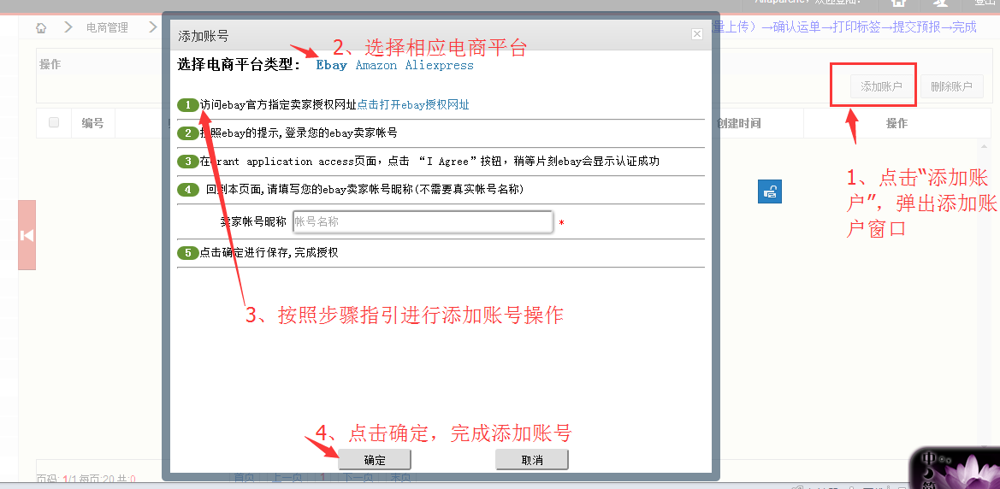 电商管理
量上传）→确认运单→打印标签→提交预报→完成
操作
添加账户
删除账户
编号
创建时间
操作
添加账号
2、选择相应电商平台
选择电商平台类型: Ebay Amazon Aliexpress
1 访问ebay官方指定卖家授权网址点击打开ebay授权网址
2 按照ebay的提示,登录您的ebay卖家帐号
3 在Grant application access页面，点击 “I Agree”按钮，稍等片刻ebay会显示认证成功
4 回到本页面,请填写您的ebay卖家帐号昵称(不需要真实帐号名称)
卖家帐号昵称 帐号名称 *
5 点击确定进行保存,完成授权
1、点击“添加账
户”，弹出添加账
户窗口
3、按照步骤指引进行添加账号操作
4、点击确定，完成添加账号
确定
取消
页码: 1/1 每页:20 共:0
首页 上一页 1 下一页 末页
中